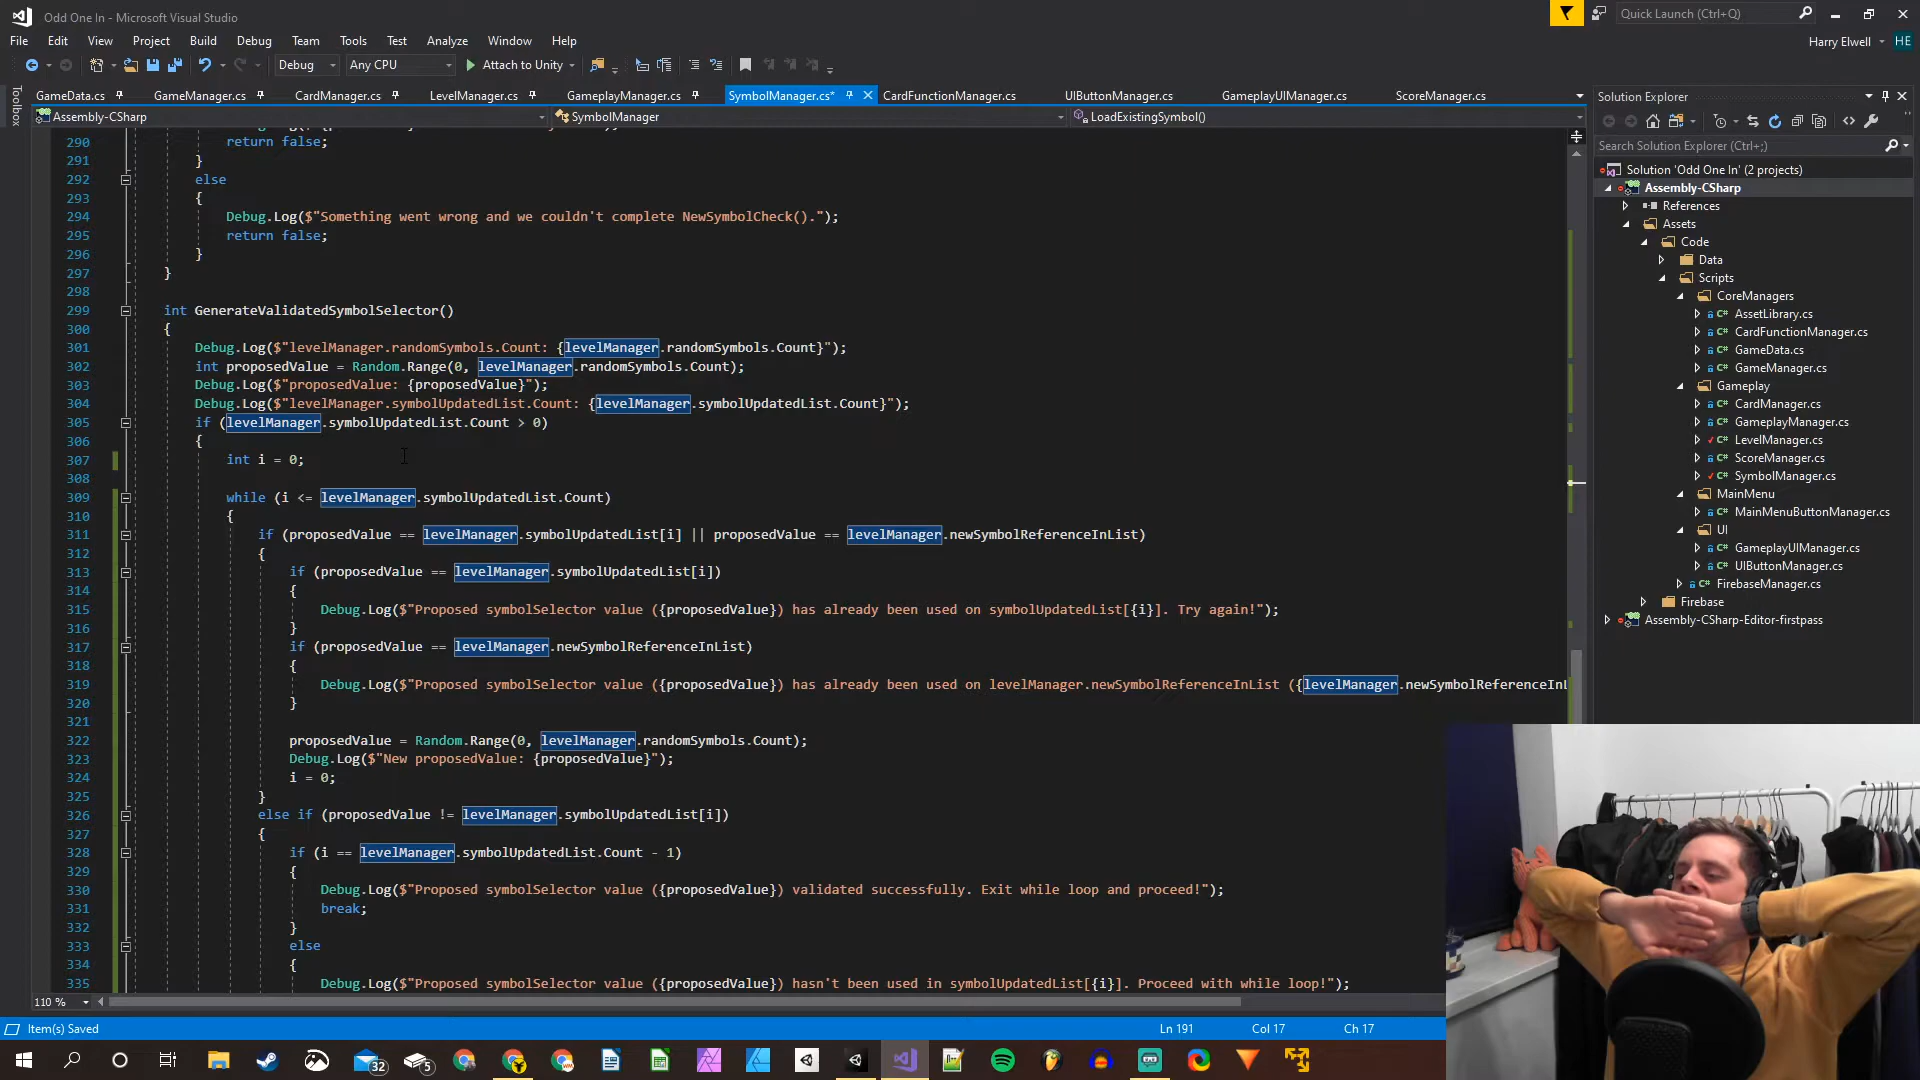 Odd One In - Microsoft Visual Studio
Quick Launch (Ctrl+Q)
File Edit View Project Build Debug Team Tools Test Analyze Window Help
Harry Elwell HE
Debug Any CPU Attach to Unity
Toolbox
GameData.cs GameManager.cs CardManager.cs LevelManager.cs GameplayManager.cs SymbolManager.cs* CardFunctionManager.cs UIButtonManager.cs GameplayUIManager.cs ScoreManager.cs
Assembly-CSharp SymbolManager LoadExistingSymbol()
290 return false;
291 }
292 else
293 {
294 Debug.Log($"Something went wrong and we couldn't complete NewSymbolCheck().");
295 return false;
296 }
297 }
298
299 int GenerateValidatedSymbolSelector()
300 {
301 Debug.Log($"levelManager.randomSymbols.Count: {levelManager.randomSymbols.Count}");
302 int proposedValue = Random.Range(0, levelManager.randomSymbols.Count);
303 Debug.Log($"proposedValue: {proposedValue}");
304 Debug.Log($"levelManager.symbolUpdatedList.Count: {levelManager.symbolUpdatedList.Count}");
305 if (levelManager.symbolUpdatedList.Count > 0)
306 {
307 int i = 0;
308
309 while (i <= levelManager.symbolUpdatedList.Count)
310 {
311 if (proposedValue == levelManager.symbolUpdatedList[i] || proposedValue == levelManager.newSymbolReferenceInList)
312 {
313 if (proposedValue == levelManager.symbolUpdatedList[i])
314 {
315 Debug.Log($"Proposed symbolSelector value ({proposedValue}) has already been used on symbolUpdatedList[{i}]. Try again!");
316 }
317 if (proposedValue == levelManager.newSymbolReferenceInList)
318 {
319 Debug.Log($"Proposed symbolSelector value ({proposedValue}) has already been used on levelManager.newSymbolReferenceInList ({levelManager.newSymbolReferenceInL
320 }
321
322 proposedValue = Random.Range(0, levelManager.randomSymbols.Count);
323 Debug.Log($"New proposedValue: {proposedValue}");
324 i = 0;
325 }
326 else if (proposedValue != levelManager.symbolUpdatedList[i])
327 {
328 if (i == levelManager.symbolUpdatedList.Count - 1)
329 {
330 Debug.Log($"Proposed symbolSelector value ({proposedValue}) validated successfully. Exit while loop and proceed!");
331 break;
332 }
333 else
334 {
335 Debug.Log($"Proposed symbolSelector value ({proposedValue}) hasn't been used in symbolUpdatedList[{i}]. Proceed with while loop!");
110 %
Item(s) Saved
Ln 191 Col 17 Ch 17
32
5
Solution Explorer
Search Solution Explorer (Ctrl+;)
Solution 'Odd One In' (2 projects)
Assembly-CSharp
References
Assets
Code
Data
Scripts
CoreManagers
AssetLibrary.cs
CardFunctionManager.cs
GameData.cs
GameManager.cs
Gameplay
CardManager.cs
GameplayManager.cs
LevelManager.cs
ScoreManager.cs
SymbolManager.cs
MainMenu
MainMenuButtonManager.cs
UI
GameplayUIManager.cs
UIButtonManager.cs
FirebaseManager.cs
Firebase
Assembly-CSharp-Editor-firstpass